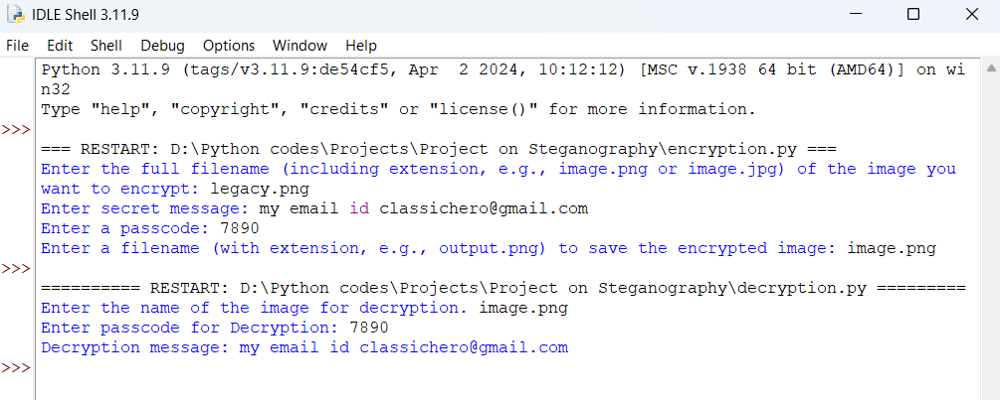 IDLE Shell 3.11.9
File Edit Shell Debug Options Window Help
Python 3.11.9 (tags/v3.11.9:de54cf5, Apr  2 2024, 10:12:12) [MSC v.1938 64 bit (AMD64)] on wi
n32
Type "help", "copyright", "credits" or "license()" for more information.
>>>
=== RESTART: D:\Python codes\Projects\Project on Steganography\encryption.py ===
Enter the full filename (including extension, e.g., image.png or image.jpg) of the image you
want to encrypt: legacy.png
Enter secret message: my email id classichero@gmail.com
Enter a passcode: 7890
Enter a filename (with extension, e.g., output.png) to save the encrypted image: image.png
>>>
========== RESTART: D:\Python codes\Projects\Project on Steganography\decryption.py =========
Enter the name of the image for decryption. image.png
Enter passcode for Decryption: 7890
Decryption message: my email id classichero@gmail.com
>>>